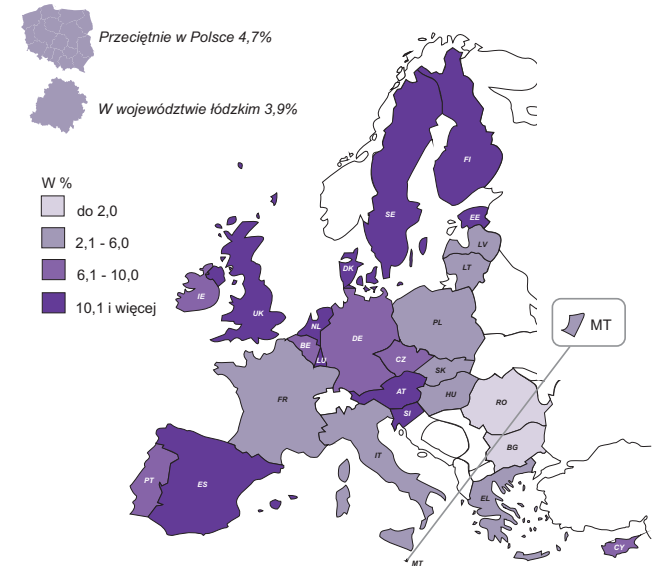 Przeciętnie w Polsce 4,7%
W województwie łódzkim 3,9%
W %
do 2,0
2,1 - 6,0
6,1 - 10,0
10,1 i więcej
FI
SE
EE
LV
LT
DK
IE
UK
NL
BE
LU
DE
PL
CZ
SK
AT
HU
SI
RO
BG
FR
IT
PT
ES
EL
CY
MT
MT